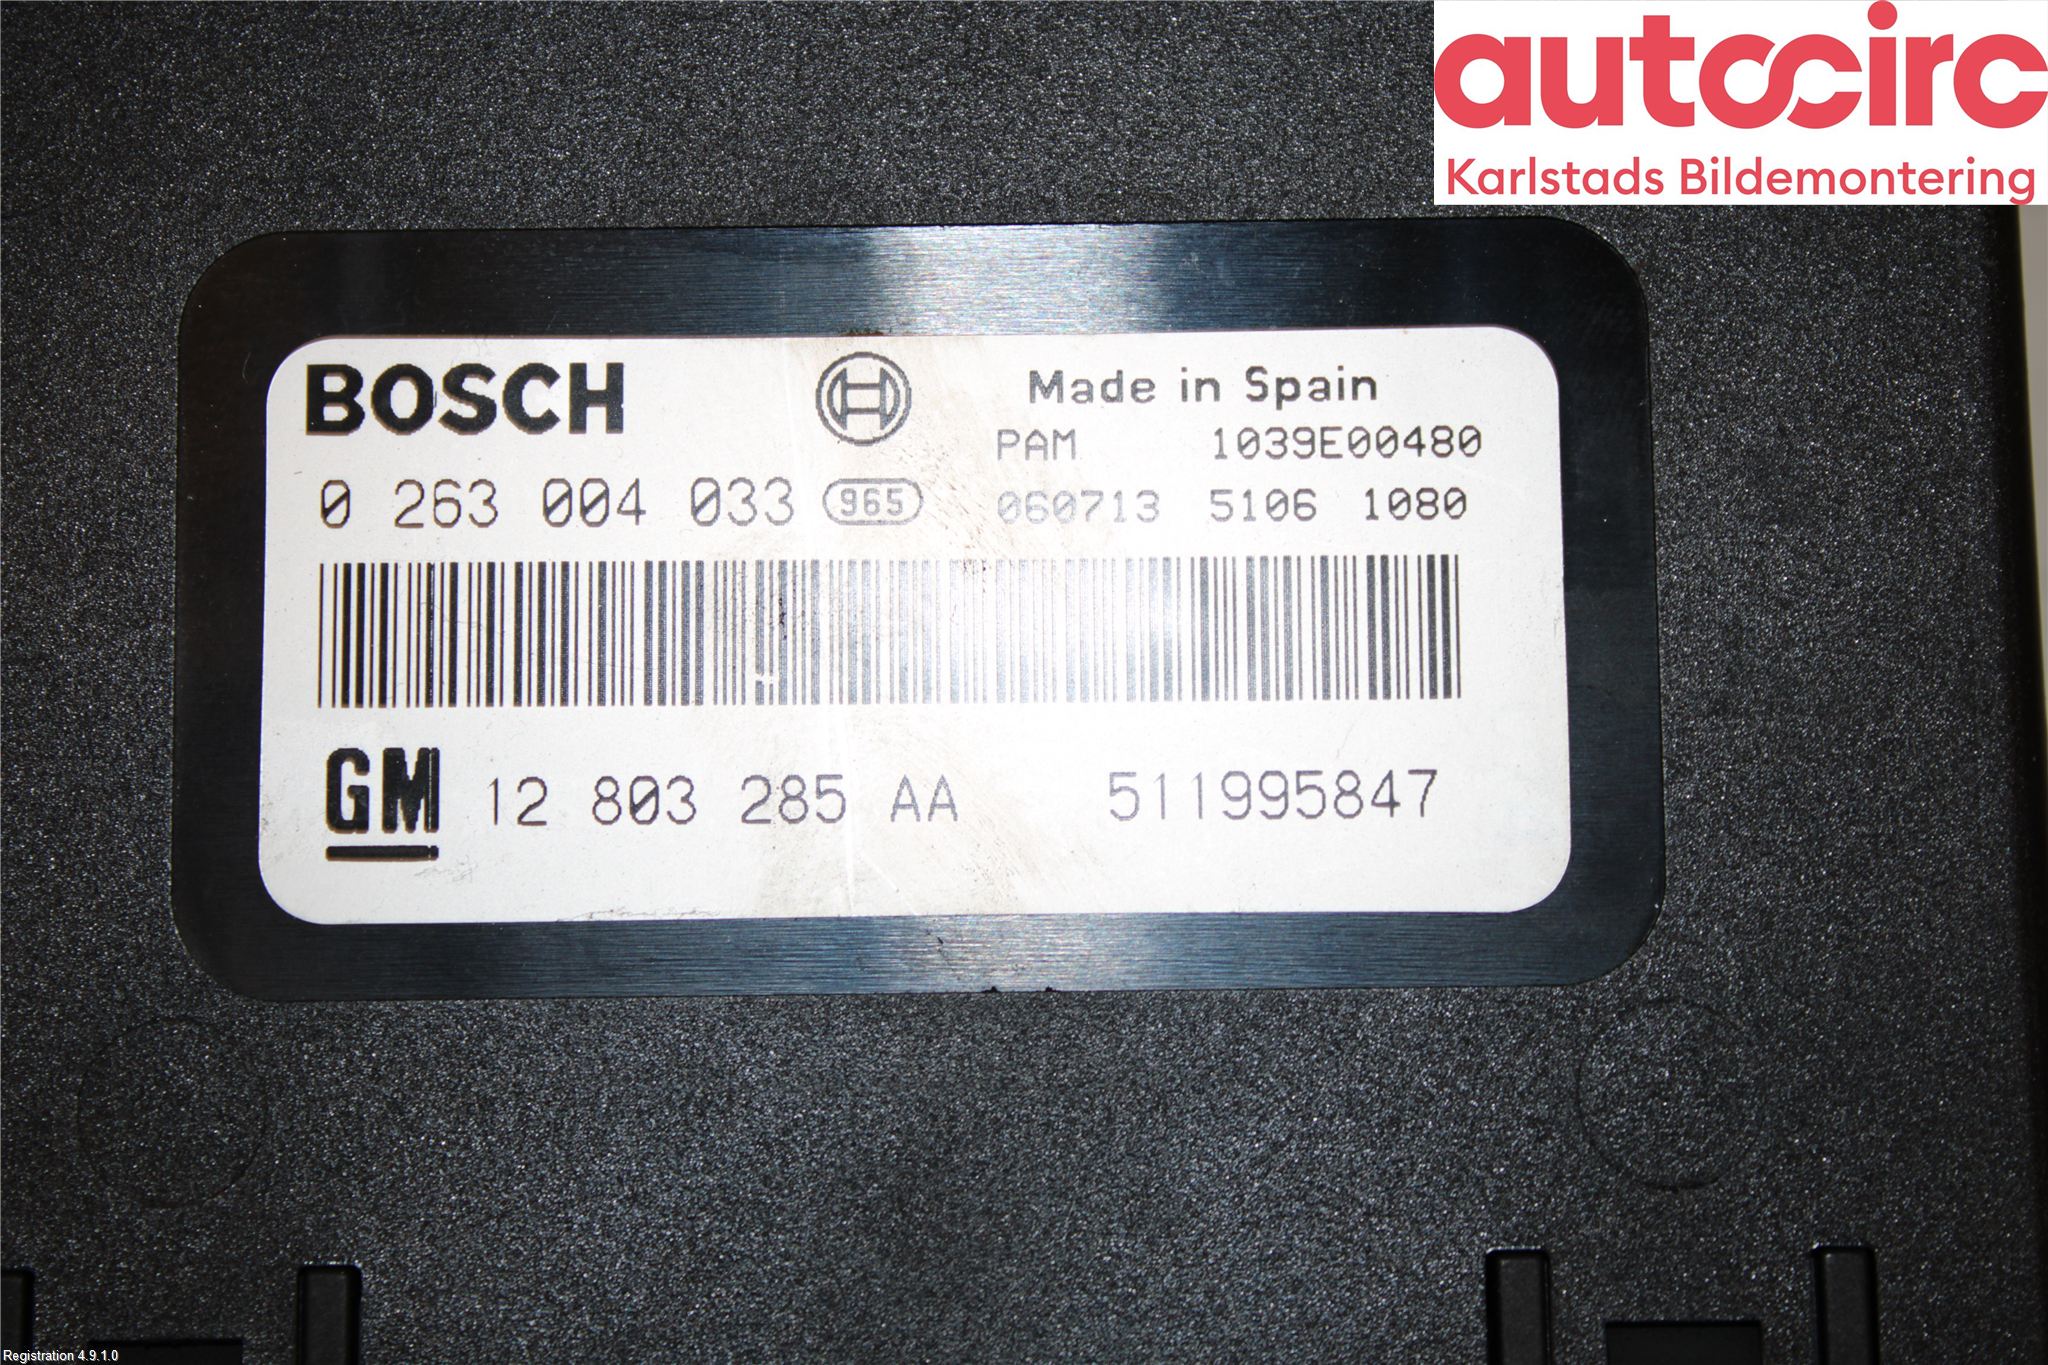 autocirc
Karlstads Bildemontering
BOSCH
Made in Spain
PAM 1039E00480
0 263 004 033 965 060713 5106 1080
GM 12 803 285 AA 511995847
Registration 4.9.1.0